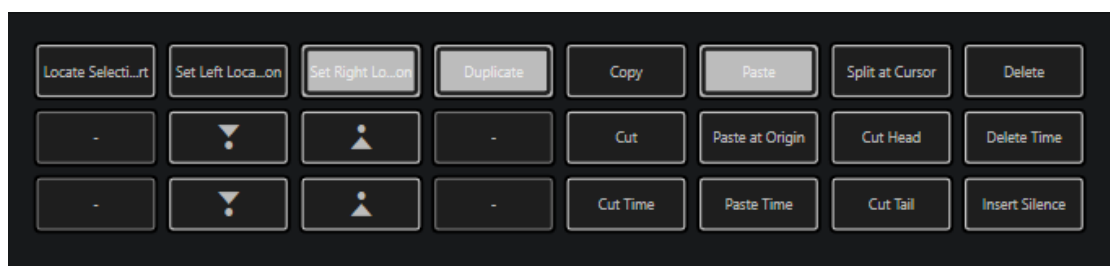 Locate Selecti...rt
Set Left Loca...on
Set Right Lo...on
Duplicate
Copy
Paste
Split at Cursor
Delete
-
-
Cut
Paste at Origin
Cut Head
Delete Time
-
-
Cut Time
Paste Time
Cut Tail
Insert Silence